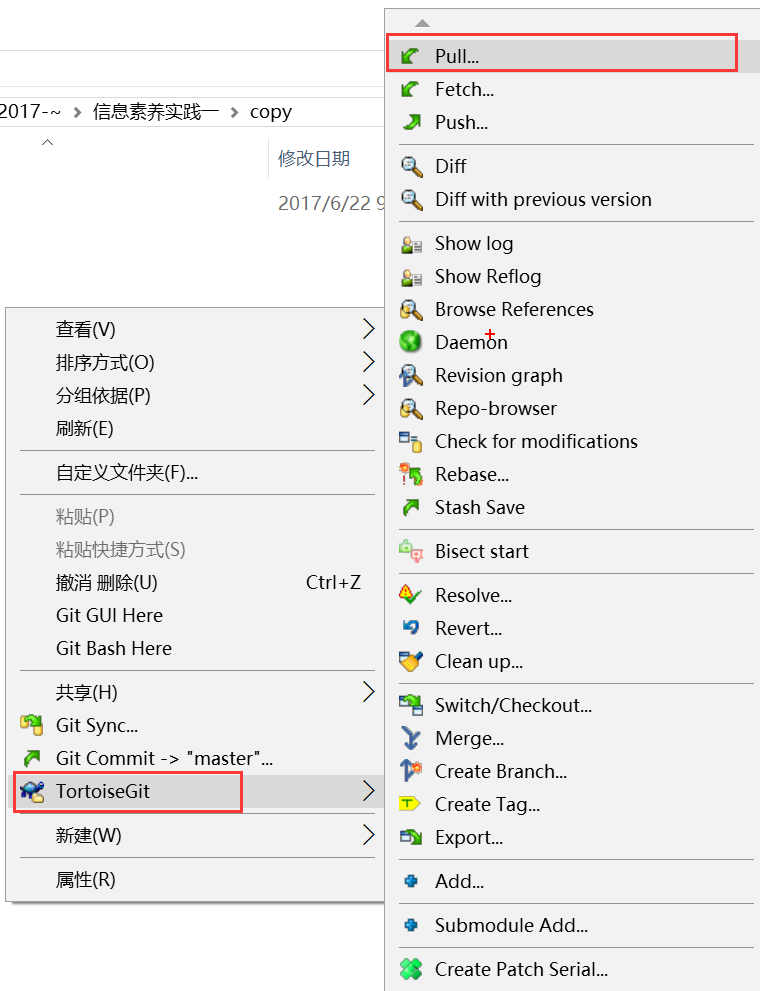 2017-~ > 信息素养实践一 > copy
修改日期
2017/6/22 9
查看(V)
排序方式(O)
分组依据(P)
刷新(E)
自定义文件夹(F)...
粘贴(P)
粘贴快捷方式(S)
撤消 删除(U) Ctrl+Z
Git GUI Here
Git Bash Here
共享(H)
Git Sync...
Git Commit -> "master"...
TortoiseGit
新建(W)
属性(R)
Pull...
Fetch...
Push...
Diff
Diff with previous version
Show log
Show Reflog
Browse References
Daemon
Revision graph
Repo-browser
Check for modifications
Rebase...
Stash Save
Bisect start
Resolve...
Revert...
Clean up...
Switch/Checkout...
Merge...
Create Branch...
Create Tag...
Export...
Add...
Submodule Add...
Create Patch Serial...